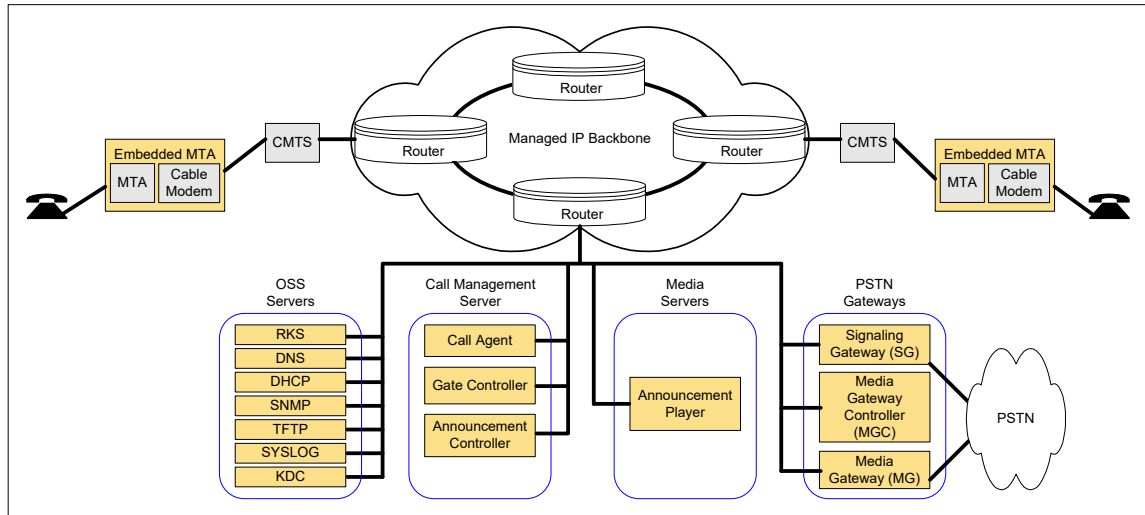 Router
Managed IP Backbone
Router
Router
Router
CMTS
CMTS
Embedded MTA
MTA
Cable
Modem
Embedded MTA
MTA
Cable
Modem
OSS
Servers
RKS
DNS
DHCP
SNMP
TFTP
SYSLOG
KDC
Call Management
Server
Call Agent
Gate Controller
Announcement
Controller
Media
Servers
Announcement
Player
PSTN
Gateways
Signaling
Gateway (SG)
Media
Gateway
Controller
(MGC)
Media
Gateway (MG)
PSTN